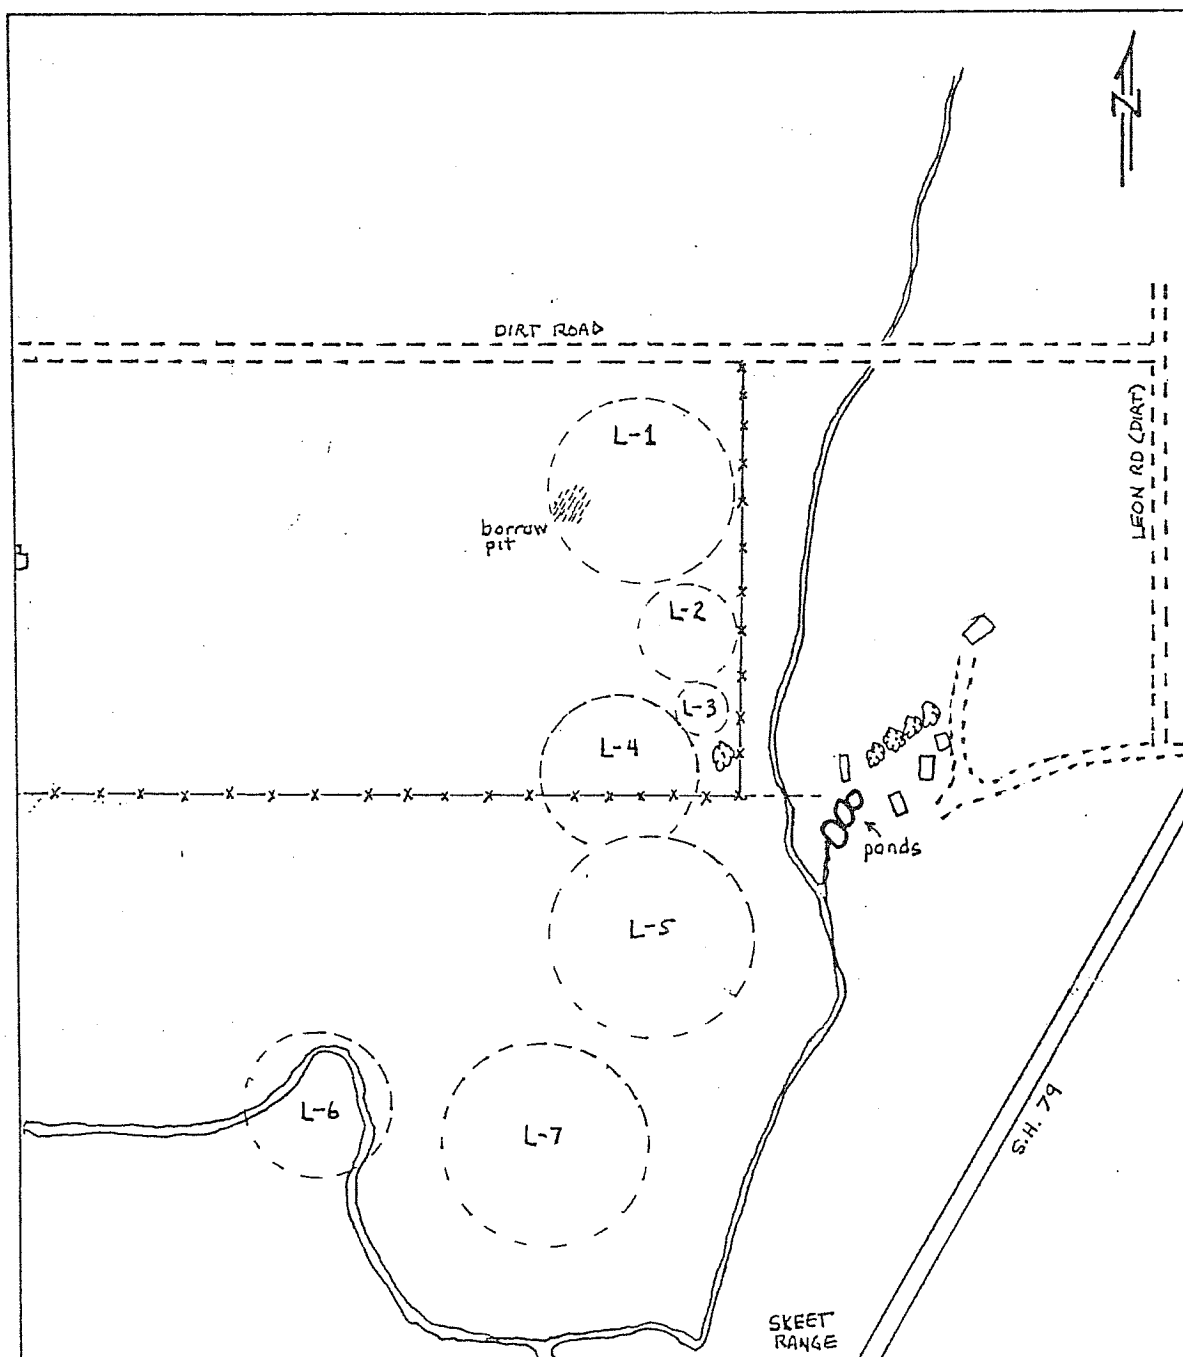 N
DIRT ROAD
L-1
LEON RD (DIRT)
borrow
pit
L-2
L-3
L-4
ponds
L-5
L-6
L-7
S.H. 79
SKEET
RANGE